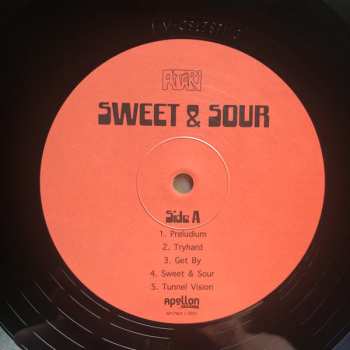 SWEET & SOUR
Side A
1. Preludium
2. Tryhard
3. Get By
4. Sweet & Sour
5. Tunnel Vision
apollon